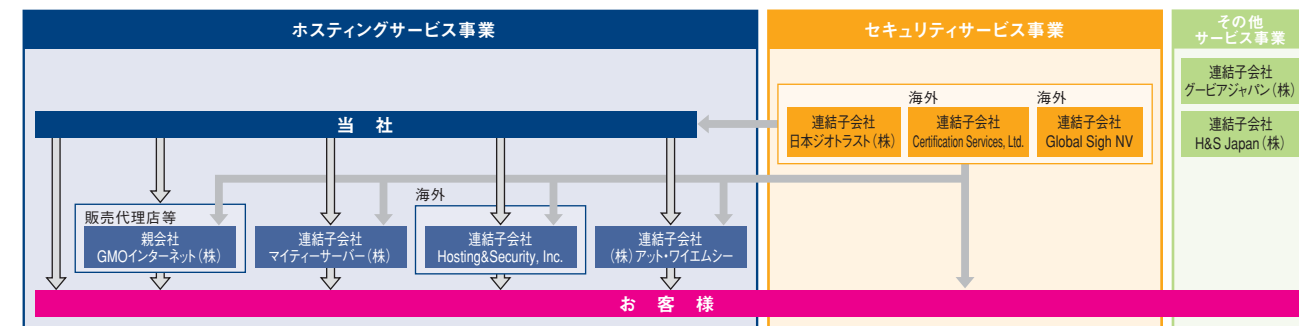 ホスティングサービス事業
セキュリティサービス事業
その他
サービス事業
当 社
海外
海外
連結子会社
日本ジオトラスト(株)
連結子会社
Certification Services, Ltd.
連結子会社
Global Sigh NV
連結子会社
グービアジャパン(株)
連結子会社
H&S Japan(株)
販売代理店等
親会社
GMOインターネット(株)
連結子会社
マイティーサーバー(株)
海外
連結子会社
Hosting&Security, Inc.
連結子会社
(株)アット・ワイエムシー
お 客 様